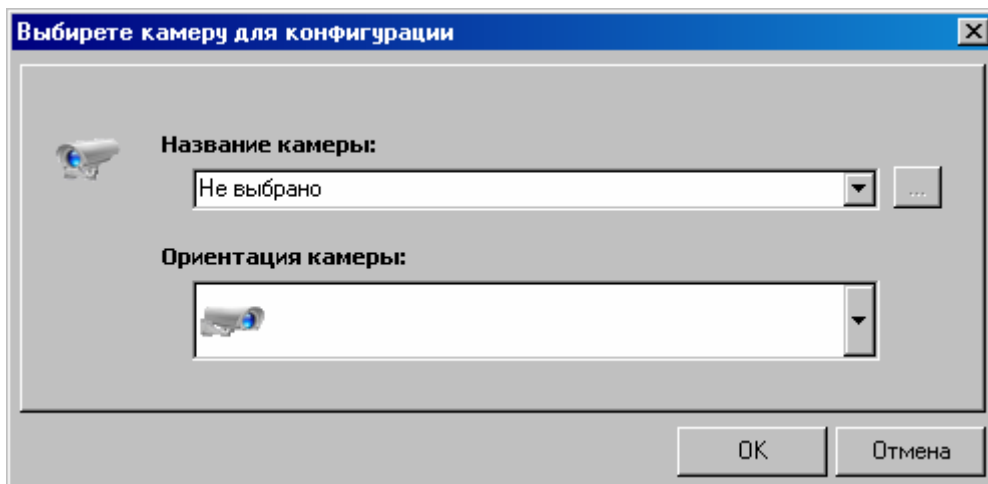 Выбирете камеру для конфигурации
Название камеры:
Не выбрано
...
Ориентация камеры:
OK
Отмена